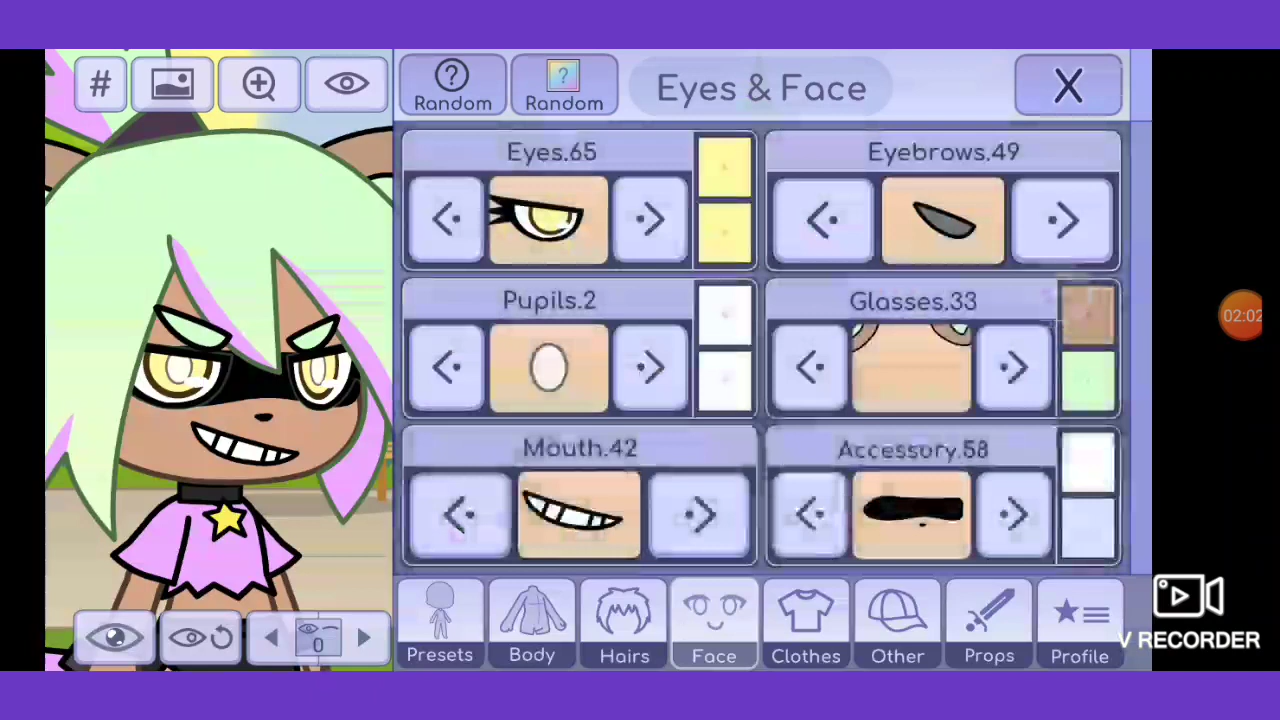 #
Random
Random
Eyes & Face
X
Eyes.65
Eyebrows.49
Pupils.2
Glasses.33
02:02
Mouth.42
Accessory.58
0
Presets
Body
Hairs
Face
Clothes
Other
Props
Profile
V RECORDER